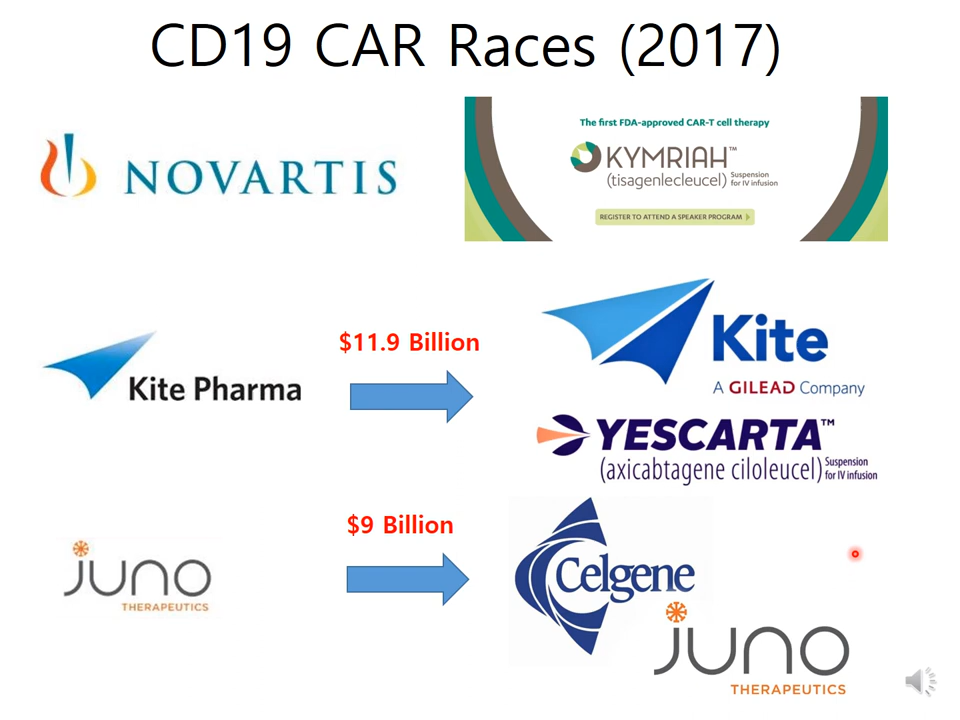 CD19 CAR Races (2017)
NOVARTIS
The first FDA-approved CAR-T cell therapy
KYMRIAH™
(tisagenlecleucel) Suspension for IV infusion
REGISTER TO ATTEND A SPEAKER PROGRAM
Kite Pharma
$11.9 Billion
Kite
A GILEAD Company
YESCARTA™
(axicabtagene ciloleucel) Suspension for IV infusion
juno
THERAPEUTICS
$9 Billion
Celgene
juno
THERAPEUTICS